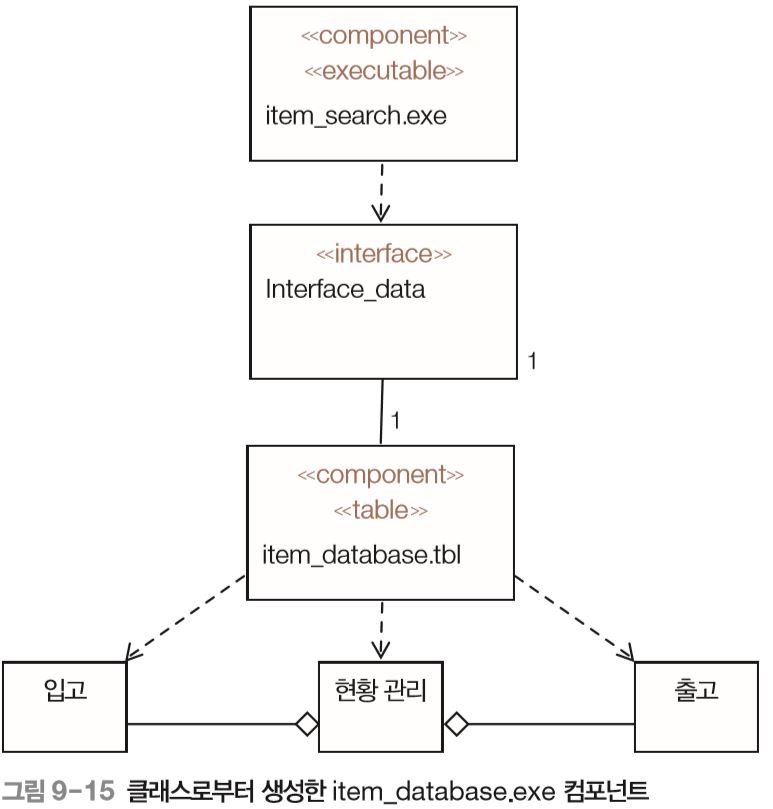 <<component>>
<<executable>>
item_search.exe
<<interface>>
Interface_data
1
1
<<component>>
<<table>>
item_database.tbl
입고
현황 관리
출고
그림 9-15 클래스로부터 생성한 item_database.exe 컴포넌트